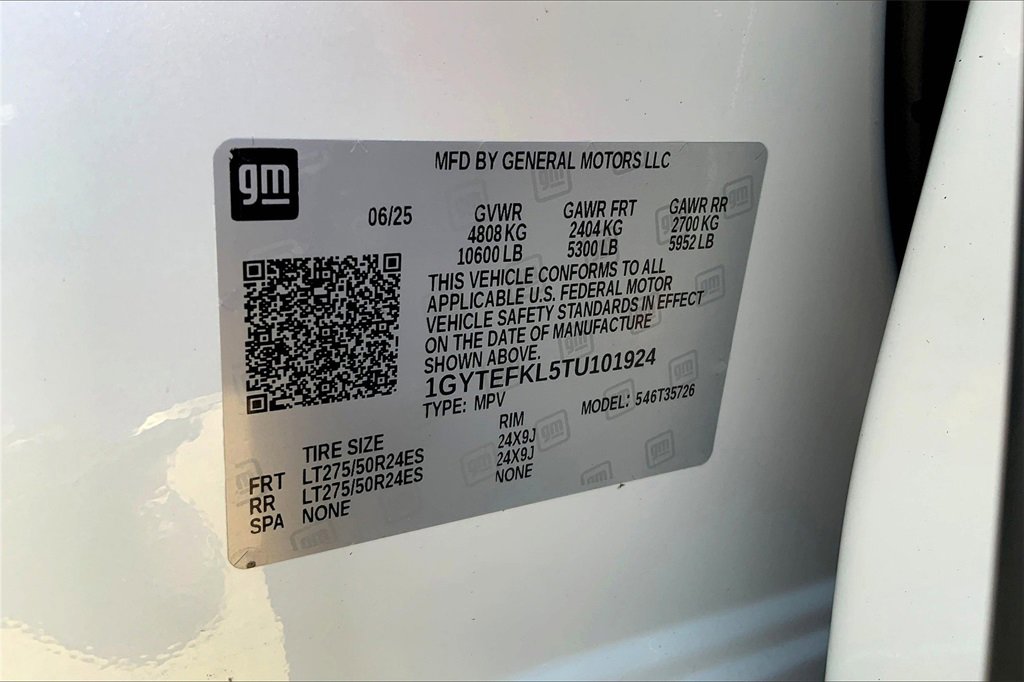 gm
MFD BY GENERAL MOTORS LLC
06/25 GVWR GAWR FRT GAWR RR
4808 KG 2404 KG 2700 KG
10600 LB 5300 LB 5952 LB
THIS VEHICLE CONFORMS TO ALL
APPLICABLE U.S. FEDERAL MOTOR
VEHICLE SAFETY STANDARDS IN EFFECT
ON THE DATE OF MANUFACTURE
SHOWN ABOVE.
1GYTEFKL5TU101924
TYPE: MPV MODEL: 546T35726
TIRE SIZE RIM
FRT LT275/50R24ES 24X9J
RR LT275/50R24ES 24X9J
SPA NONE NONE